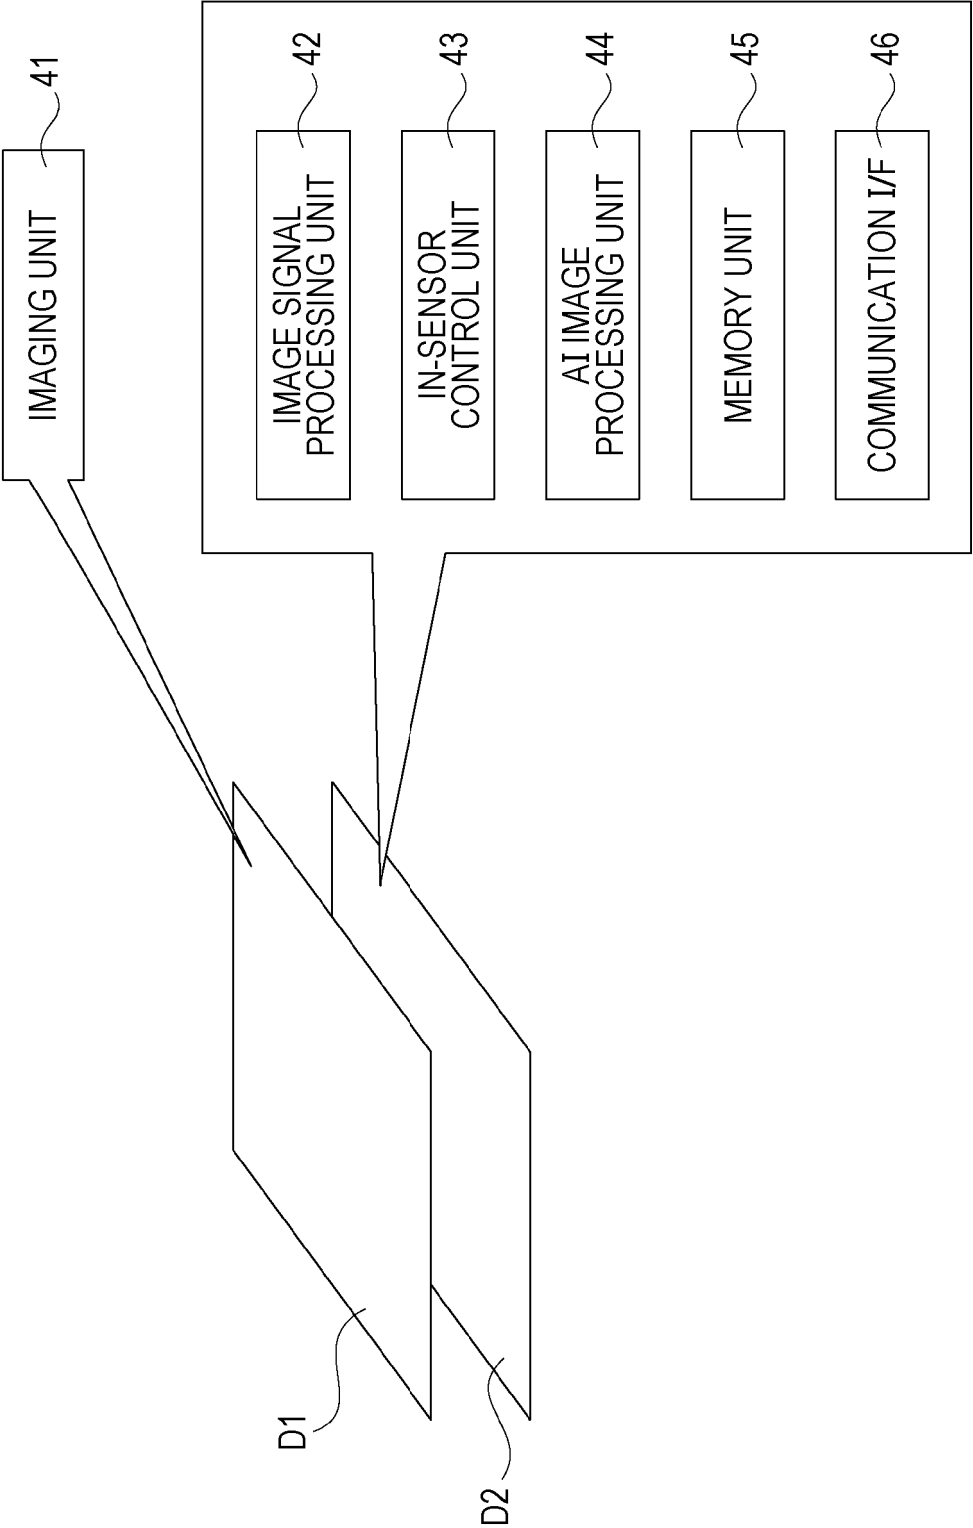 41
IMAGING UNIT
42
IMAGE SIGNAL
PROCESSING UNIT
43
IN-SENSOR
CONTROL UNIT
44
AI IMAGE
PROCESSING UNIT
45
MEMORY UNIT
46
COMMUNICATION I/F
D1
D2